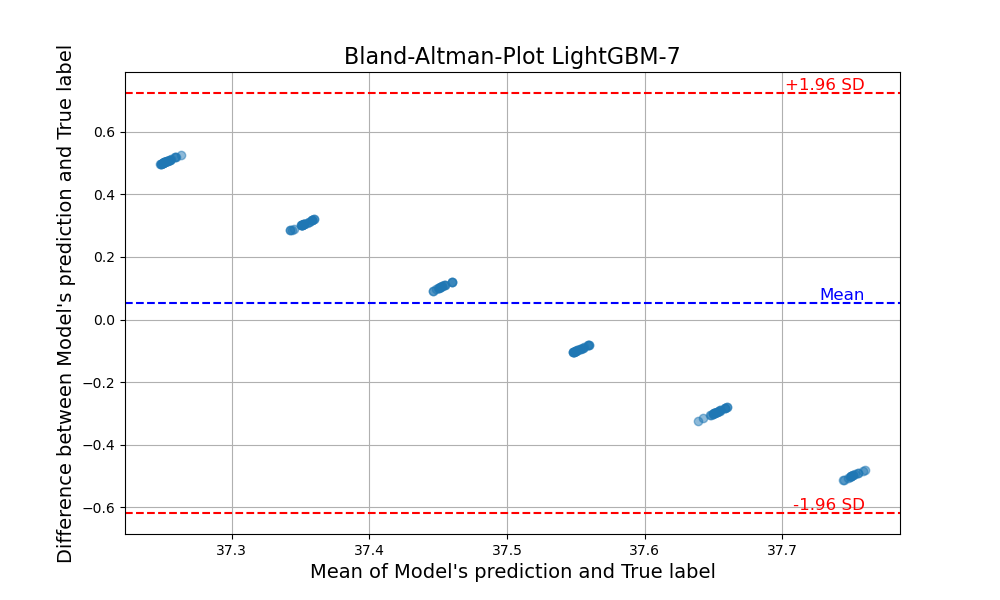 Bland-Altman-Plot LightGBM-7
Difference between Model's prediction and True label
+1.96 SD
0.6
0.4
0.2
Mean
0.0
−0.2
−0.4
-1.96 SD
−0.6
37.3 37.4 37.5 37.6 37.7
Mean of Model's prediction and True label